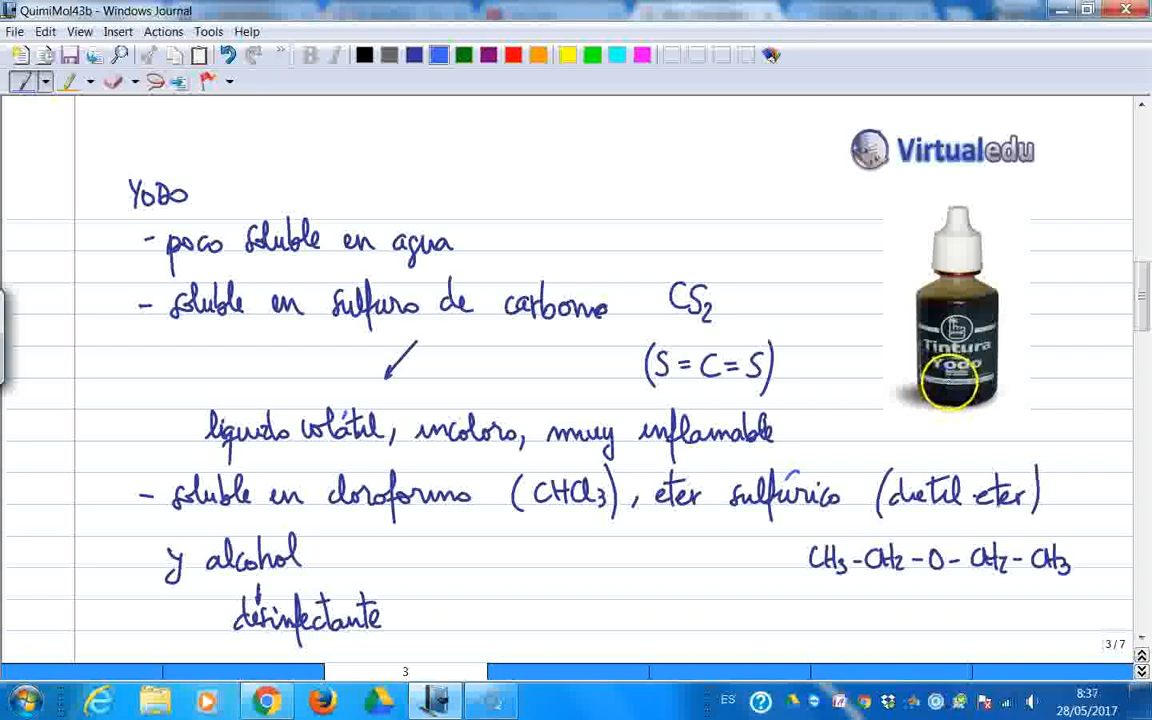 QuimiMol43b - Windows Journal
File Edit View Insert Actions Tools Help
Virtualedu
YODO
- poco soluble en agua
- soluble en sulfuro de carbono CS2
(S = C = S)
líquido volátil, incoloro, muy inflamable
Tintura
Yodo
- soluble en cloroformo (CHCl3), eter sulfúrico (dietil eter)
y alcohol
CH3-CH2-O-CH2-CH3
desinfectante
3 / 7
3
ES
8:37
28/05/2017